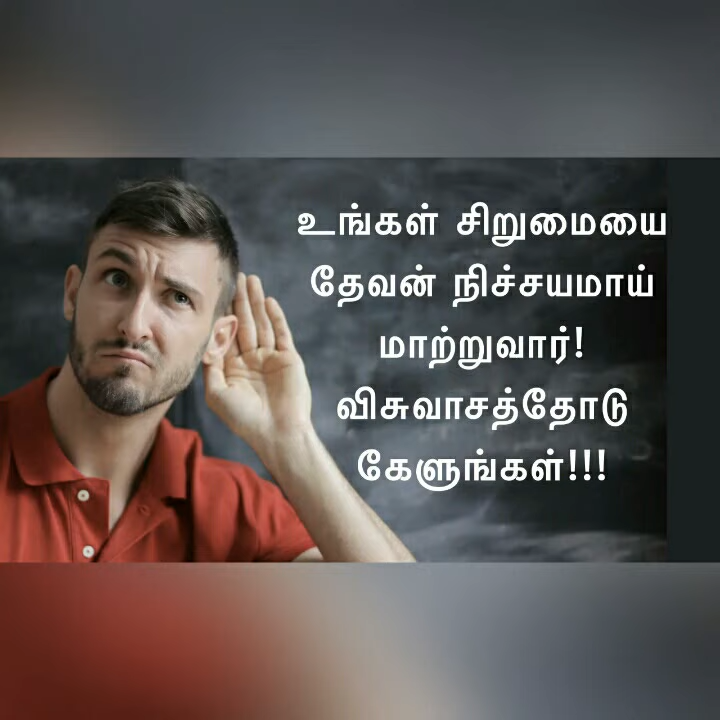 உங்கள் சிறுமையை
தேவன் நிச்சயமாய்
மாற்றுவார்!
விசுவாசத்தோடு
கேளுங்கள்!!!